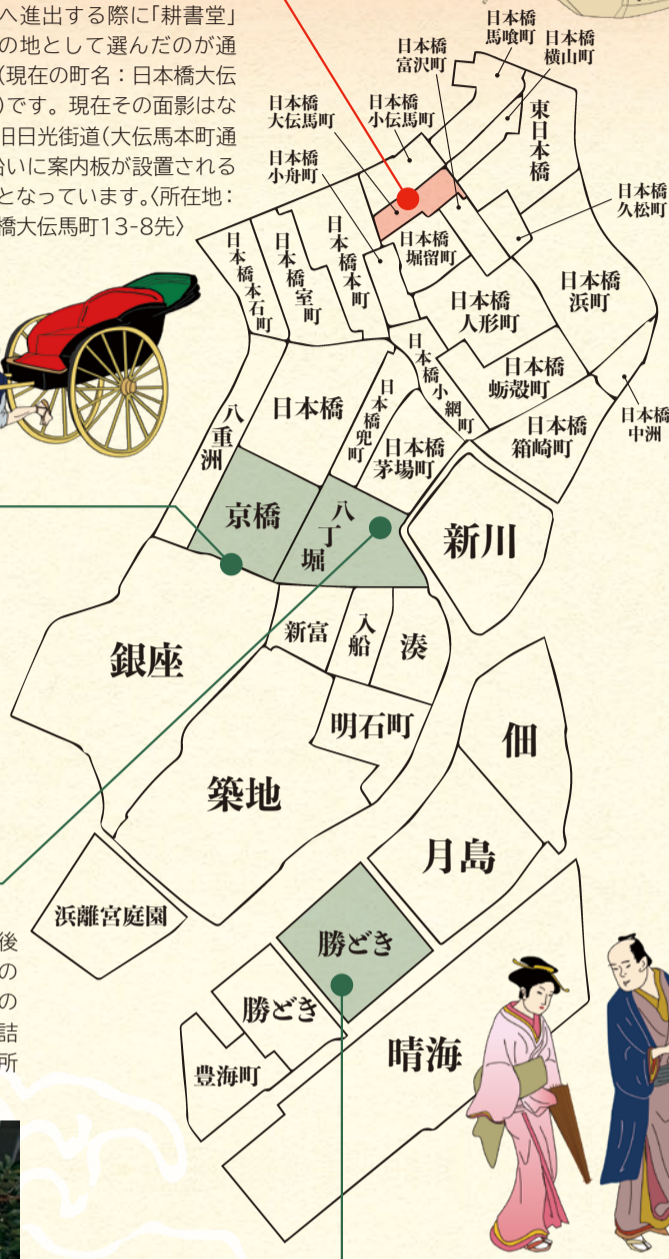 へ進出する際に「耕書堂」
の地として選んだのが通
(現在の町名：日本橋大伝
)です。現在その面影はな
旧日光街道(大伝馬本町通
沿いに案内板が設置される
となっています。〈所在地：
橋大伝馬町13-8先〉
日本橋
馬喰町
日本橋
横山町
日本橋
富沢町
日本橋
大伝馬町
日本橋
小伝馬町
東日本橋
日本橋
小舟町
日本橋
久松町
日本橋本石町
日本橋室町
日本橋本町
日本橋
堀留町
日本橋
人形町
日本橋
浜町
日本橋小網町
日本橋
蛎殻町
日本橋
中洲
日本橋
箱崎町
八重洲
日本橋
日本橋兜町
日本橋
茅場町
京橋
八丁堀
新川
銀座
新富
入船
湊
明石町
佃
築地
月島
浜離宮庭園
勝どき
勝どき
晴海
豊海町
後
の
の
詰
所